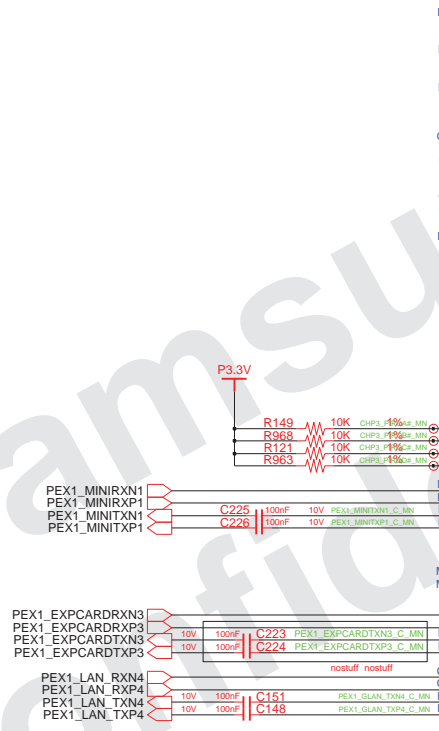 P3.3V
R149 10K 1%
R968 10K 1%
R121 10K 1%
R963 10K 1%
PEX1_MINIRXN1
PEX1_MINIRXP1
PEX1_MINITXN1 C225 100nF 10V PEX1_MINITXN1_C_MN
PEX1_MINITXP1 C226 100nF 10V PEX1_MINITXP1_C_MN
PEX1_EXPCARDRXN3
PEX1_EXPCARDRXP3
PEX1_EXPCARDTXN3 10V 100nF C223 PEX1_EXPCARDTXN3_C_MN
PEX1_EXPCARDTXP3 10V 100nF C224 PEX1_EXPCARDTXP3_C_MN
nostuff nostuff
PEX1_LAN_RXN4
PEX1_LAN_RXP4
PEX1_LAN_TXN4 10V 100nF C151 PEX1_GLAN_TXN4_C_MN
PEX1_LAN_TXP4 10V 100nF C148 PEX1_GLAN_TXP4_C_MN